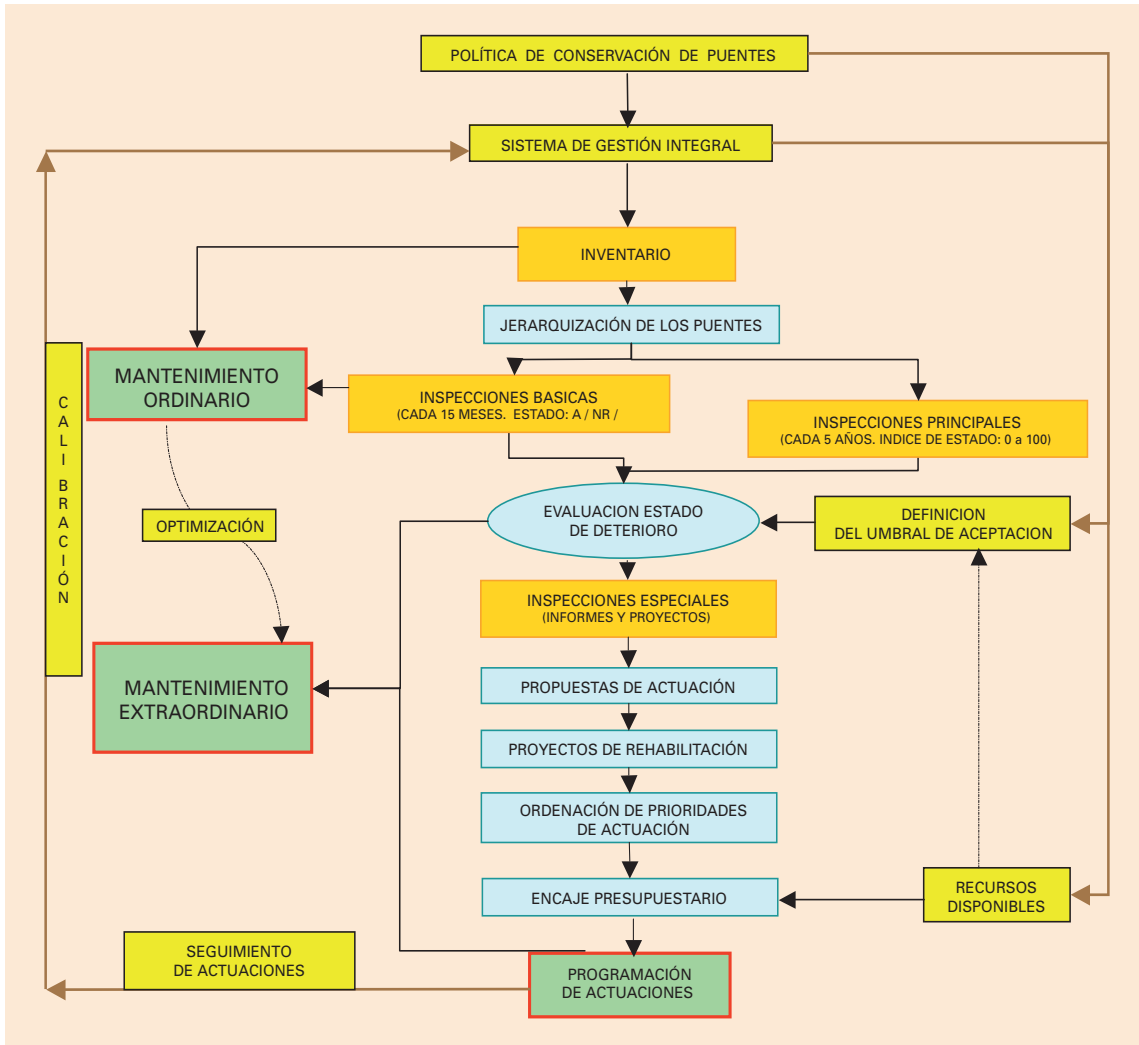 POLÍTICA DE CONSERVACIÓN DE PUENTES
SISTEMA DE GESTIÓN INTEGRAL
INVENTARIO
JERARQUIZACIÓN DE LOS PUENTES
MANTENIMIENTO
ORDINARIO
INSPECCIONES BASICAS
(CADA 15 MESES. ESTADO: A / NR /
INSPECCIONES PRINCIPALES
(CADA 5 AÑOS. INDICE DE ESTADO: 0 a 100)
CALIBRACIÓN
OPTIMIZACIÓN
EVALUACION ESTADO
DE DETERIORO
DEFINICION
DEL UMBRAL DE ACEPTACION
INSPECCIONES ESPECIALES
(INFORMES Y PROYECTOS)
MANTENIMIENTO
EXTRAORDINARIO
PROPUESTAS DE ACTUACIÓN
PROYECTOS DE REHABILITACIÓN
ORDENACIÓN DE PRIORIDADES
DE ACTUACIÓN
ENCAJE PRESUPUESTARIO
RECURSOS
DISPONIBLES
SEGUIMIENTO
DE ACTUACIONES
PROGRAMACIÓN
DE ACTUACIONES